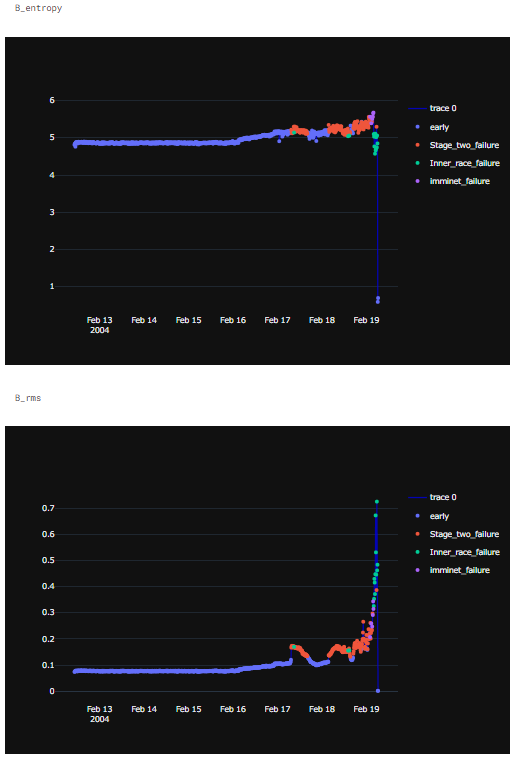 B_entropy
6
5
4
3
2
1
Feb 13 Feb 14 Feb 15 Feb 16 Feb 17 Feb 18 Feb 19
2004
trace 0
early
Stage_two_failure
Inner_race_failure
imminet_failure
B_rms
0.7
0.6
0.5
0.4
0.3
0.2
0.1
0
Feb 13 Feb 14 Feb 15 Feb 16 Feb 17 Feb 18 Feb 19
2004
trace 0
early
Stage_two_failure
Inner_race_failure
imminet_failure